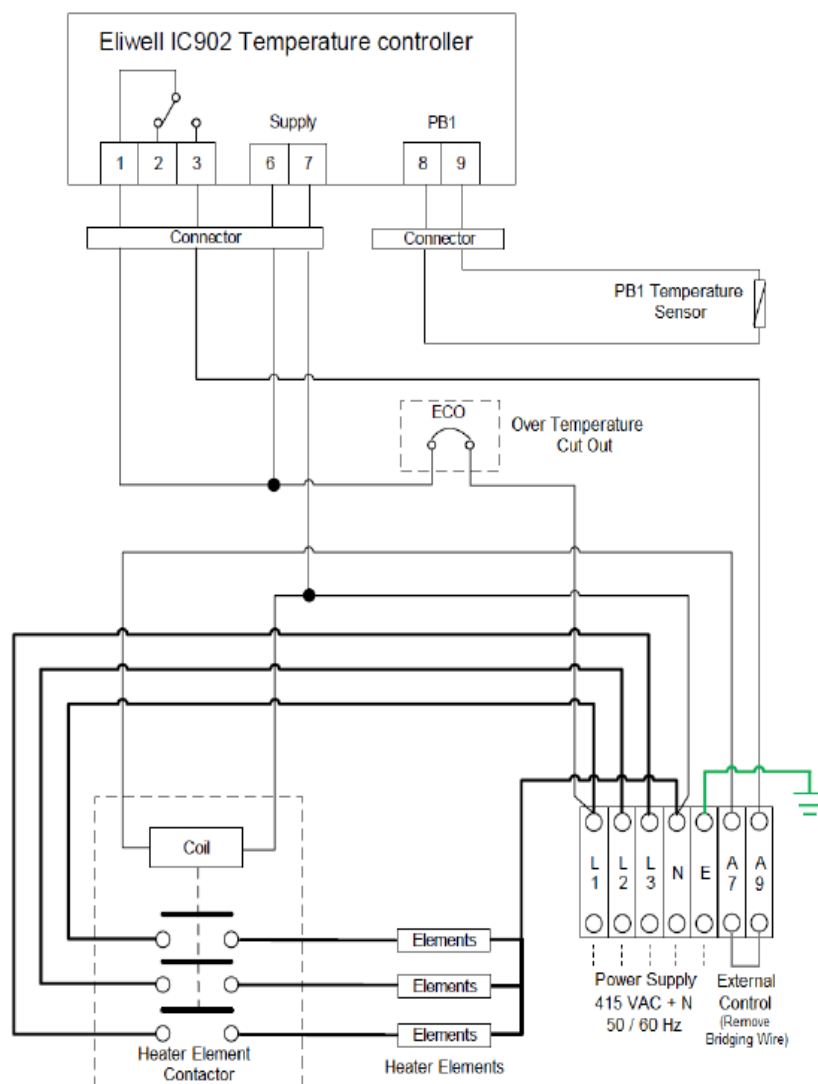 Eliwell IC902 Temperature controller
Supply
PB1
1
2
3
6
7
8
9
Connector
Connector
PB1 Temperature
Sensor
ECO
Over Temperature
Cut Out
Coil
L
1
L
2
L
3
N
E
A
7
A
9
Elements
Elements
Elements
Power Supply
415 VAC + N
50 / 60 Hz
External
Control
(Remove
Bridging Wire)
Heater Element
Contactor
Heater Elements